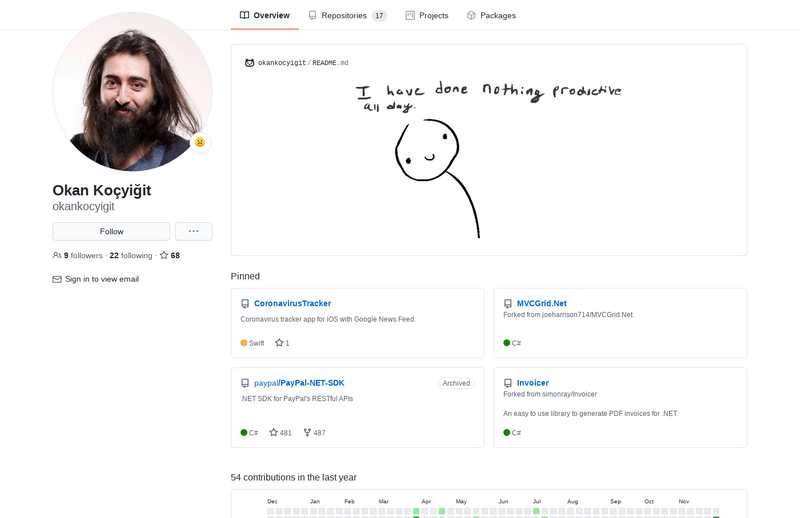 Overview
Repositories 17
Projects
Packages
okankocyigit/README.md
I have done nothing productive
all day.
Okan Koçyiğit
okankocyigit
Follow
9 followers · 22 following · 68
Sign in to view email
Pinned
CoronavirusTracker
Coronavirus tracker app for iOS with Google News Feed.
Swift 1
MVCGrid.Net
Forked from joeharrison714/MVCGrid.Net
C#
paypal/PayPal-NET-SDK Archived
.NET SDK for PayPal's RESTful APIs
C# 481 487
Invoicer
Forked from simonray/Invoicer
An easy to use library to generate PDF invoices for .NET.
C#
54 contributions in the last year
Dec Jan Feb Mar Apr May Jun Jul Aug Sep Oct Nov